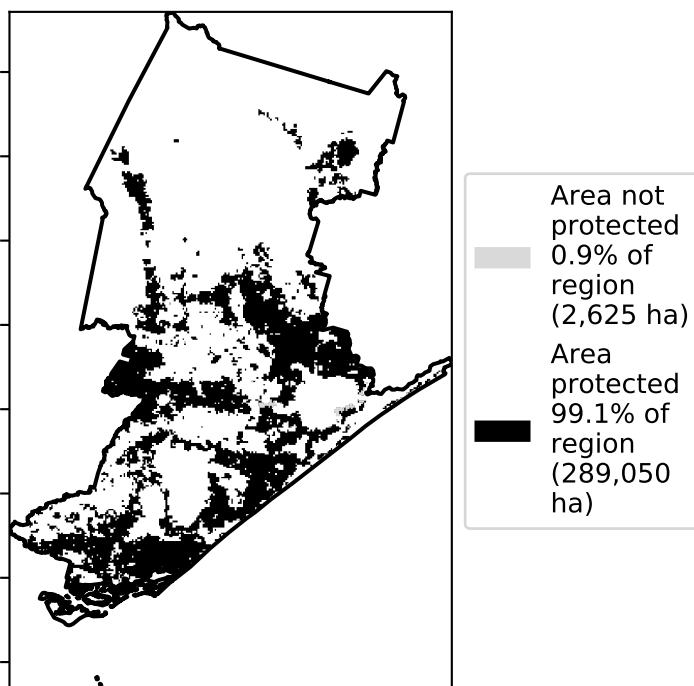 Area not
protected
0.9% of
region
(2,625 ha)
Area
protected
99.1% of
region
(289,050
ha)